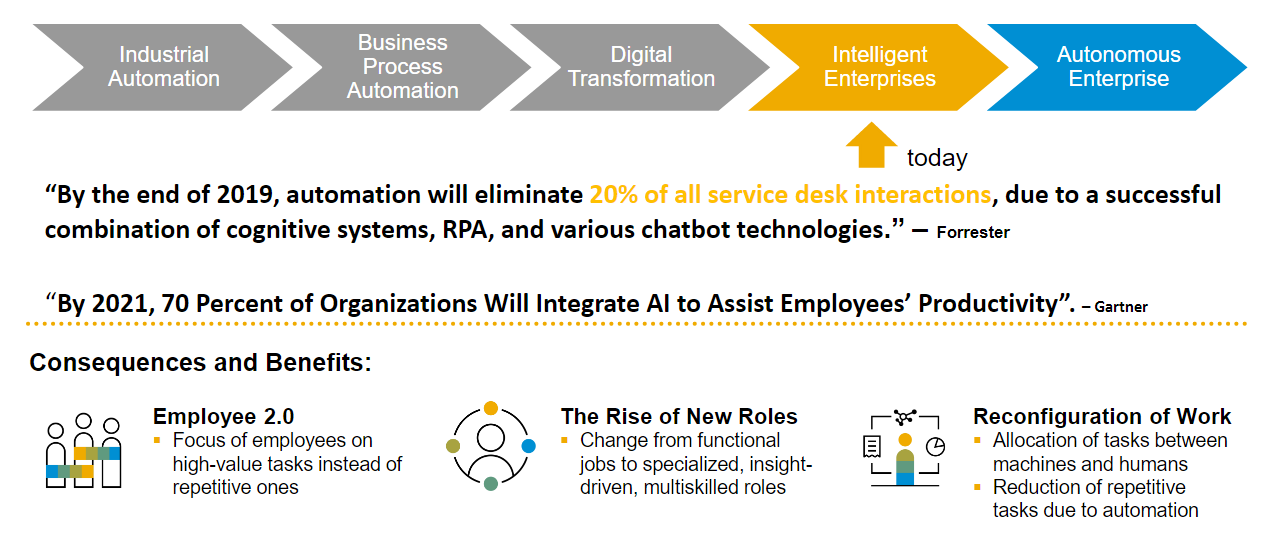 Industrial
Automation
Business
Process
Automation
Digital
Transformation
Intelligent
Enterprises
Autonomous
Enterprise
today
“By the end of 2019, automation will eliminate 20% of all service desk interactions, due to a successful
combination of cognitive systems, RPA, and various chatbot technologies.” – Forrester
“By 2021, 70 Percent of Organizations Will Integrate AI to Assist Employees’ Productivity”. – Gartner
Consequences and Benefits:
Employee 2.0
▪ Focus of employees on
high-value tasks instead of
repetitive ones
The Rise of New Roles
▪ Change from functional
jobs to specialized, insight-
driven, multiskilled roles
Reconfiguration of Work
▪ Allocation of tasks between
machines and humans
▪ Reduction of repetitive
tasks due to automation